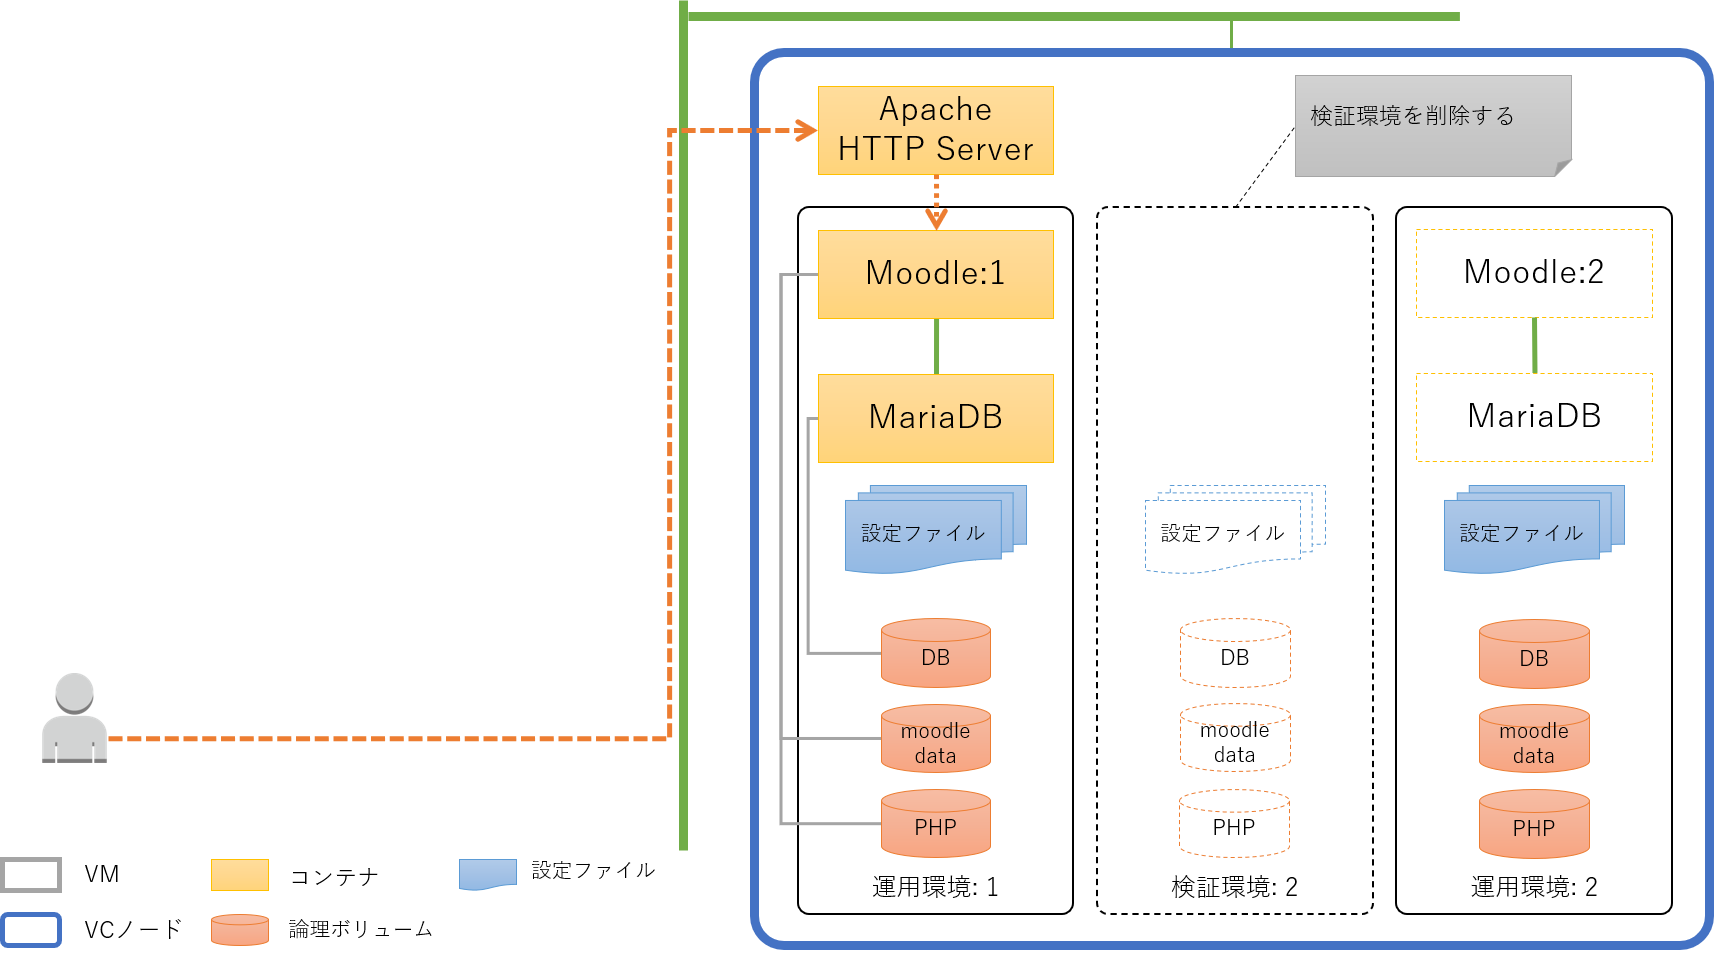 Apache
HTTP Server
検証環境を削除する
Moodle:1
MariaDB
設定ファイル
DB
moodle
data
PHP
運用環境: 1
設定ファイル
DB
moodle
data
PHP
検証環境: 2
Moodle:2
MariaDB
設定ファイル
DB
moodle
data
PHP
運用環境: 2
VM
コンテナ
設定ファイル
VCノード
論理ボリューム